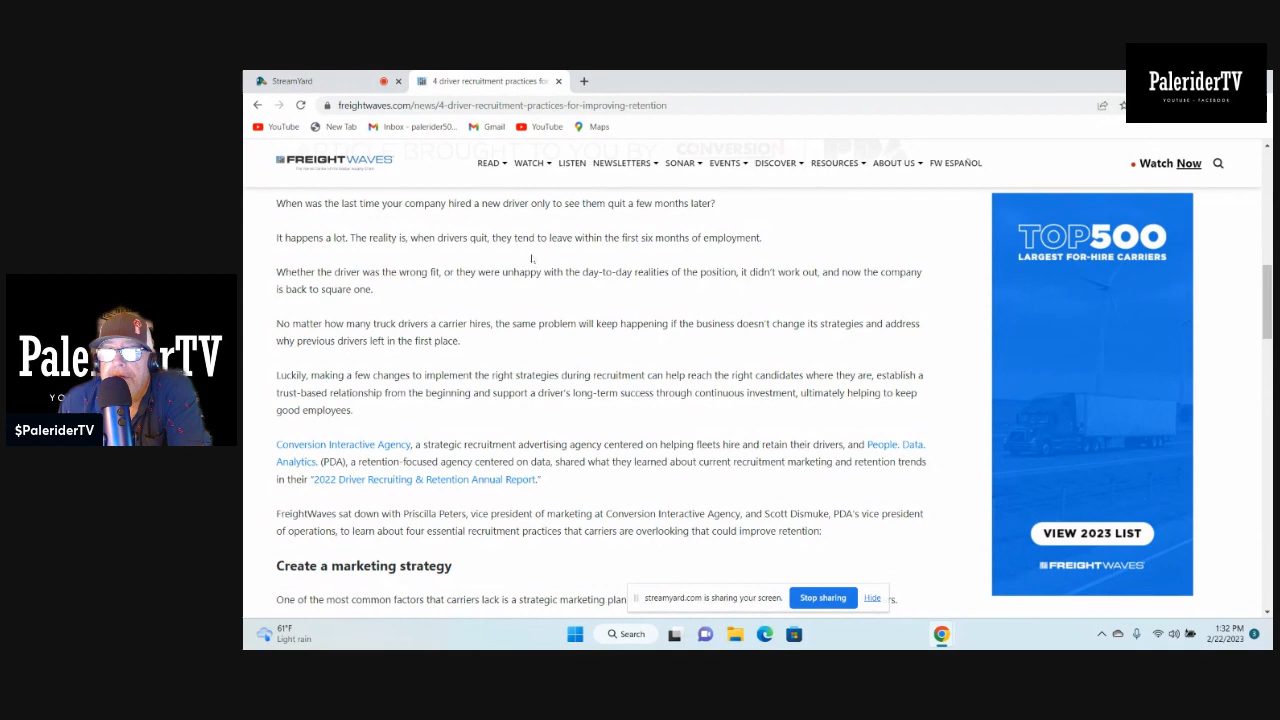 PaleriderTV
YOUTUBE - FACEBOOK
StreamYard
4 driver recruitment practices for
freightwaves.com/news/4-driver-recruitment-practices-for-improving-retention
YouTube
New Tab
Inbox - palerider50...
Gmail
YouTube
Maps
ARTICLE BROUGHT TO YOU BY CONVERSION PDA
FREIGHTWAVES
READ WATCH LISTEN NEWSLETTERS SONAR EVENTS DISCOVER RESOURCES ABOUT US FW ESPAÑOL
Watch Now
When was the last time your company hired a new driver only to see them quit a few months later?
It happens a lot. The reality is, when drivers quit, they tend to leave within the first six months of employment.
Whether the driver was the wrong fit, or they were unhappy with the day-to-day realities of the position, it didn't work out, and now the company
is back to square one.
No matter how many truck drivers a carrier hires, the same problem will keep happening if the business doesn't change its strategies and address
why previous drivers left in the first place.
Luckily, making a few changes to implement the right strategies during recruitment can help reach the right candidates where they are, establish a
trust-based relationship from the beginning and support a driver's long-term success through continuous investment, ultimately helping to keep
good employees.
Conversion Interactive Agency, a strategic recruitment advertising agency centered on helping fleets hire and retain their drivers, and People. Data.
Analytics. (PDA), a retention-focused agency centered on data, shared what they learned about current recruitment marketing and retention trends
in their "2022 Driver Recruiting & Retention Annual Report."
FreightWaves sat down with Priscilla Peters, vice president of marketing at Conversion Interactive Agency, and Scott Dismuke, PDA's vice president
of operations, to learn about four essential recruitment practices that carriers are overlooking that could improve retention:
Create a marketing strategy
One of the most common factors that carriers lack is a strategic marketing plan
streamyard.com is sharing your screen.
Stop sharing
Hide
TOP500
LARGEST FOR-HIRE CARRIERS
VIEW 2023 LIST
FREIGHTWAVES
PaleriderTV
$PaleriderTV
61°F
Light rain
Search
1:32 PM
2/22/2023
3